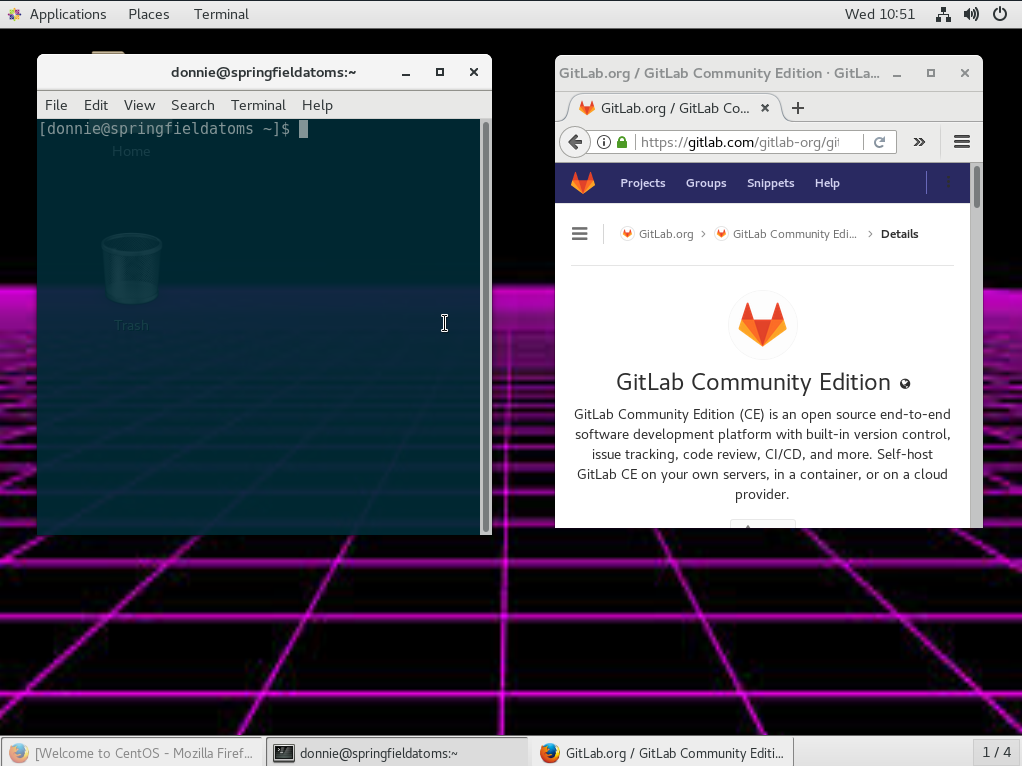 Applications Places Terminal Wed 10:51
donnie@springfieldatoms:~
File Edit View Search Terminal Help
[donnie@springfieldatoms ~]$
Home
Trash
GitLab.org / GitLab Community Edition · GitLa...
GitLab.org / GitLab Co...
https://gitlab.com/gitlab-org/git
Projects Groups Snippets Help
GitLab.org > GitLab Community Edi... > Details
GitLab Community Edition
GitLab Community Edition (CE) is an open source end-to-end
software development platform with built-in version control,
issue tracking, code review, CI/CD, and more. Self-host
GitLab CE on your own servers, in a container, or on a cloud
provider.
[Welcome to CentOS - Mozilla Firef... donnie@springfieldatoms:~ GitLab.org / GitLab Community Editi... 1 / 4